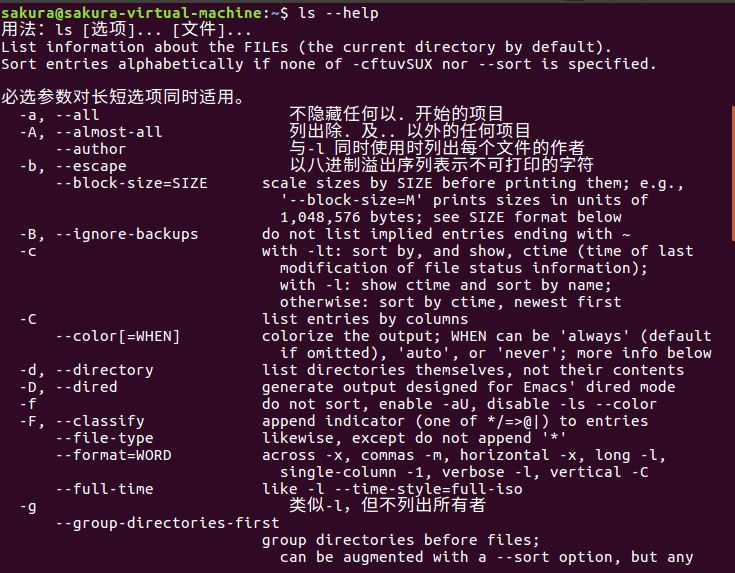 sakura@sakura-virtual-machine:~$ ls --help
用法：ls [选项]... [文件]...
List information about the FILEs (the current directory by default).
Sort entries alphabetically if none of -cftuvSUX nor --sort is specified.
必选参数对长短选项同时适用。
-a, --all 不隐藏任何以. 开始的项目
-A, --almost-all 列出除. 及.. 以外的任何项目
--author 与-l 同时使用时列出每个文件的作者
-b, --escape 以八进制溢出序列表示不可打印的字符
--block-size=SIZE scale sizes by SIZE before printing them; e.g.,
'--block-size=M' prints sizes in units of
1,048,576 bytes; see SIZE format below
-B, --ignore-backups do not list implied entries ending with ~
-c with -lt: sort by, and show, ctime (time of last
modification of file status information);
with -l: show ctime and sort by name;
otherwise: sort by ctime, newest first
-C list entries by columns
--color[=WHEN] colorize the output; WHEN can be 'always' (default
if omitted), 'auto', or 'never'; more info below
-d, --directory list directories themselves, not their contents
-D, --dired generate output designed for Emacs' dired mode
-f do not sort, enable -aU, disable -ls --color
-F, --classify append indicator (one of */=>@|) to entries
--file-type likewise, except do not append '*'
--format=WORD across -x, commas -m, horizontal -x, long -l,
single-column -1, verbose -l, vertical -C
--full-time like -l --time-style=full-iso
-g 类似-l，但不列出所有者
--group-directories-first
group directories before files;
can be augmented with a --sort option, but any